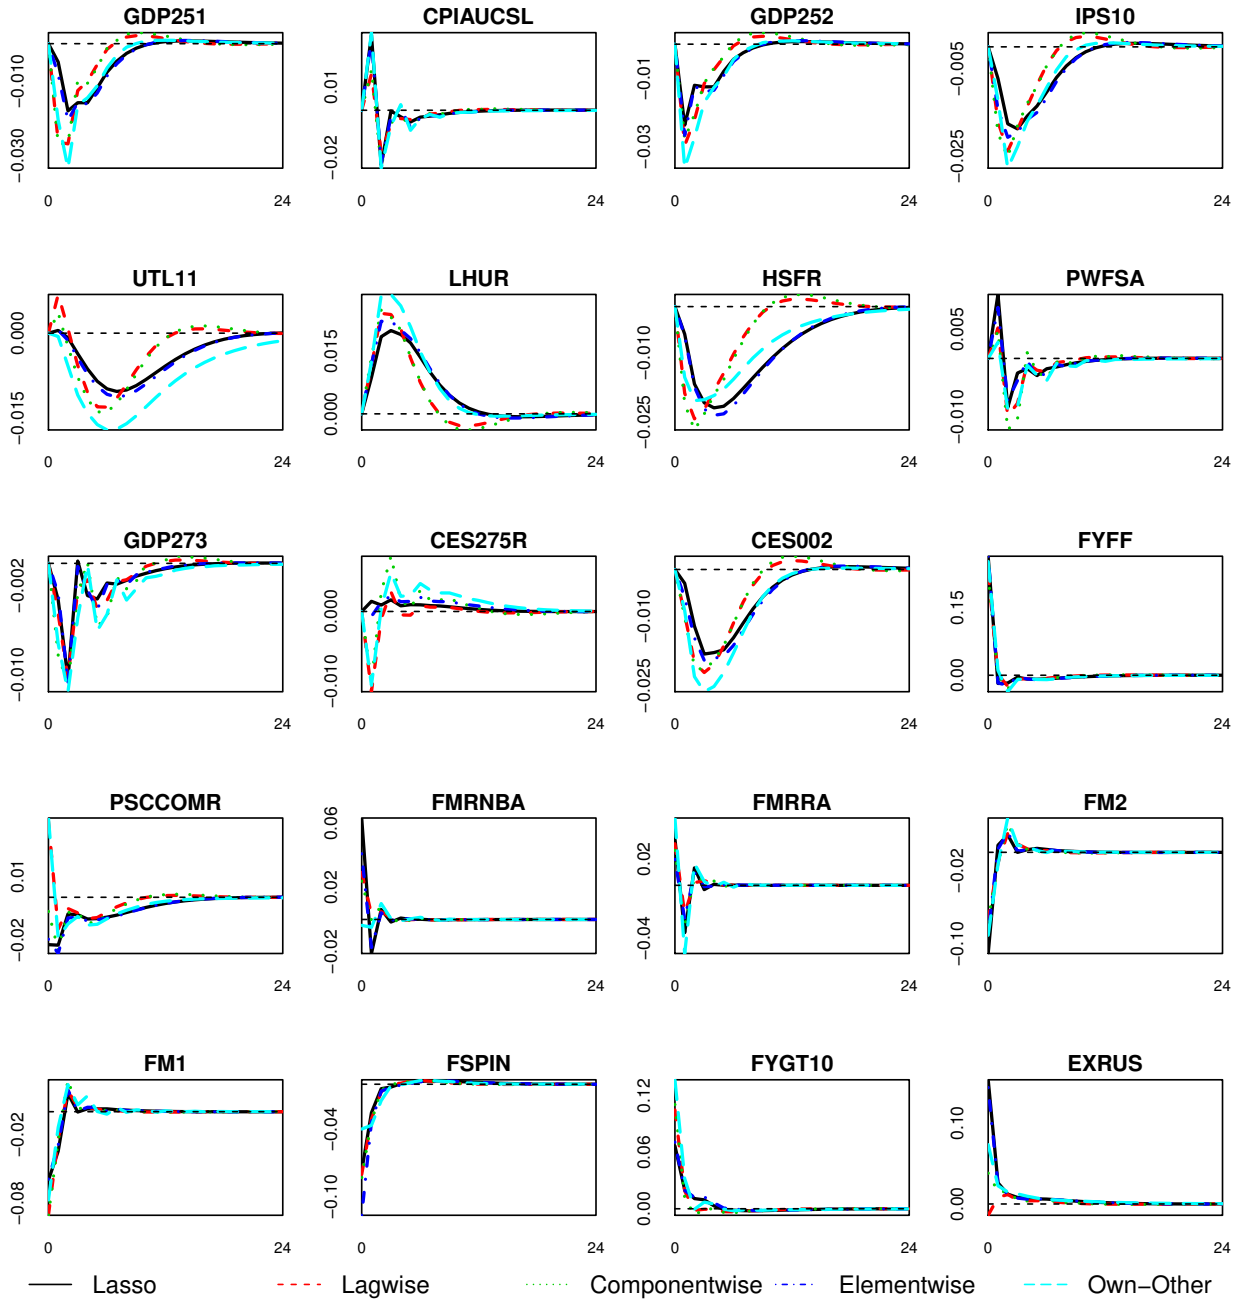 GDP251 CPIAUCSL GDP252 IPS10
−0.010 −0.030 0.01 −0.02 −0.01 −0.03 −0.005 −0.025
0 24 0 24 0 24 0 24
UTL11 LHUR HSFR PWFSA
0.000 −0.015 0.015 0.000 −0.010 −0.025 0.005 −0.010
0 24 0 24 0 24 0 24
GDP273 CES275R CES002 FYFF
−0.002 −0.010 0.000 −0.010 −0.010 −0.025 0.15 0.00
0 24 0 24 0 24 0 24
PSCCOMR FMRNBA FMRRA FM2
0.01 −0.02 0.06 0.02 −0.02 0.02 −0.04 −0.02 −0.10
0 24 0 24 0 24 0 24
FM1 FSPIN FYGT10 EXRUS
−0.02 −0.08 −0.04 −0.10 0.12 0.06 0.00 0.10 0.00
0 24 0 24 0 24 0 24
Lasso Lagwise Componentwise Elementwise Own−Other